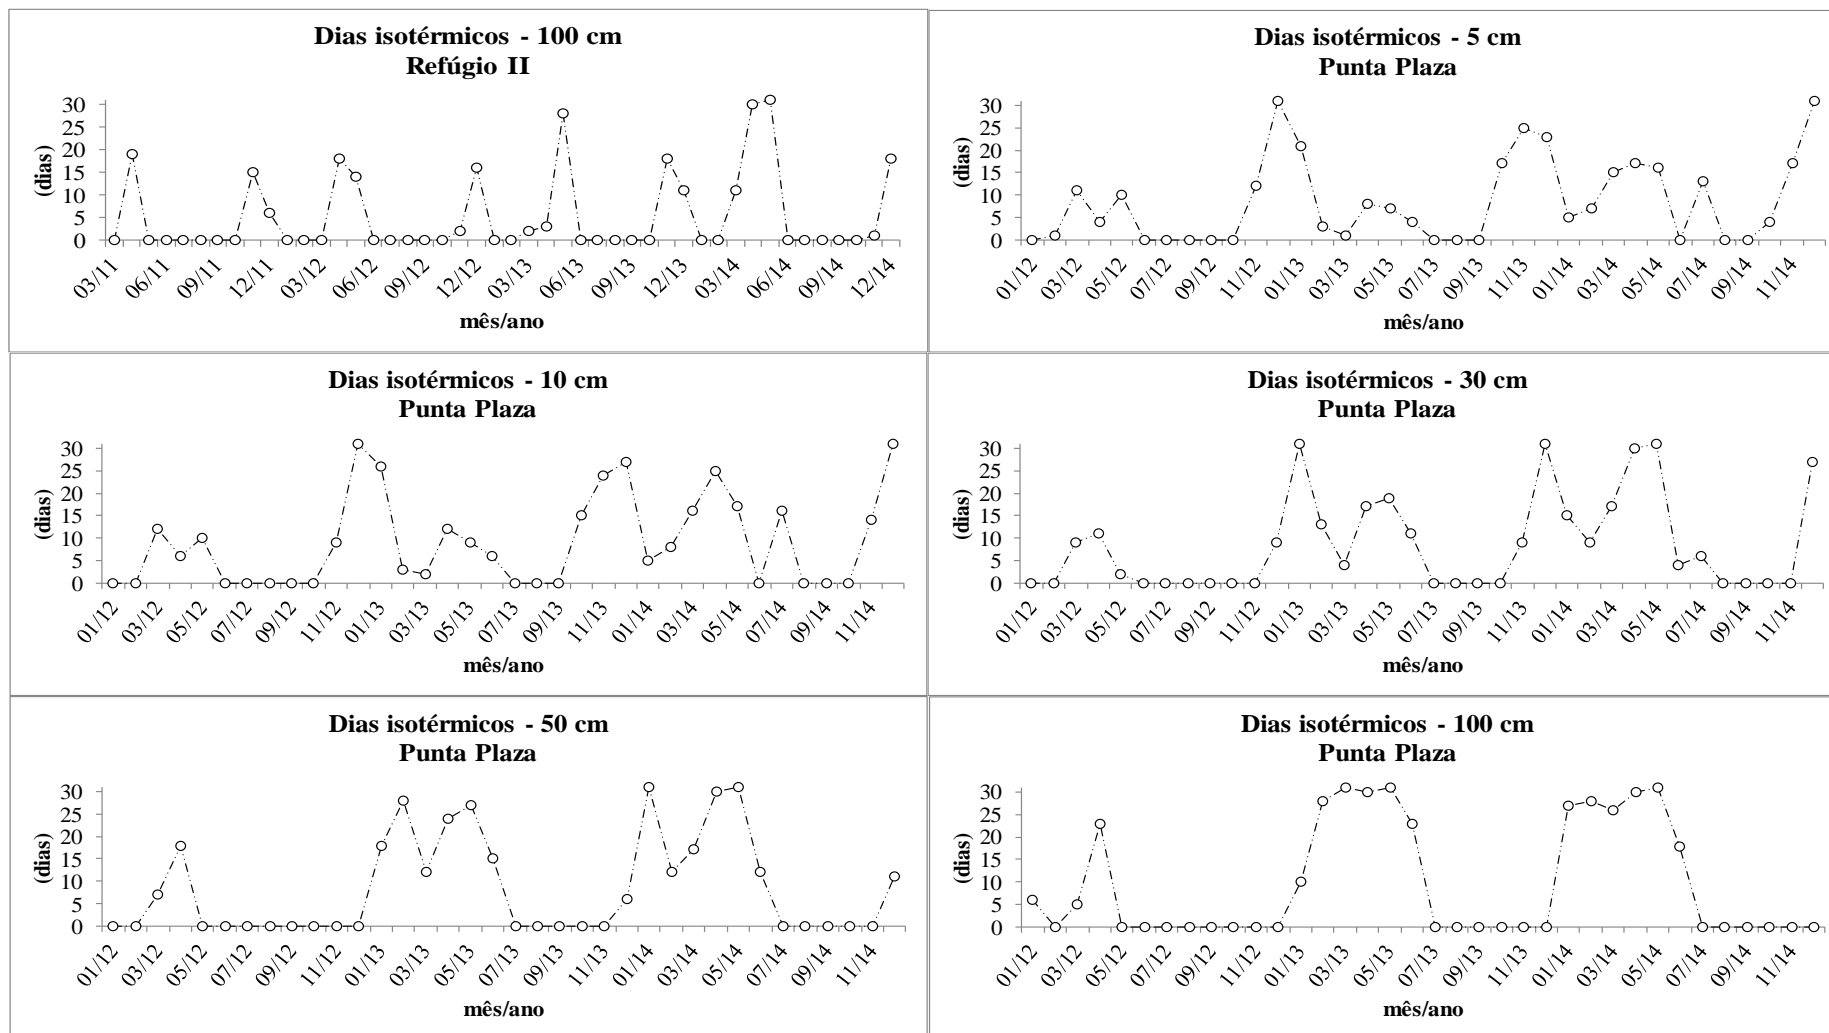 Dias isotérmicos - 100 cm
Refúgio II
30
25
20
15
10
5
0
(dias)
03/11 06/11 09/11 12/11 03/12 06/12 09/12 12/12 03/13 06/13 09/13 12/13 03/14 06/14 09/14 12/14
mês/ano
Dias isotérmicos - 5 cm
Punta Plaza
30
25
20
15
10
5
0
(dias)
01/12 03/12 05/12 07/12 09/12 11/12 01/13 03/13 05/13 07/13 09/13 11/13 01/14 03/14 05/14 07/14 09/14 11/14
mês/ano
Dias isotérmicos - 10 cm
Punta Plaza
30
25
20
15
10
5
0
(dias)
01/12 03/12 05/12 07/12 09/12 11/12 01/13 03/13 05/13 07/13 09/13 11/13 01/14 03/14 05/14 07/14 09/14 11/14
mês/ano
Dias isotérmicos - 30 cm
Punta Plaza
30
25
20
15
10
5
0
(dias)
01/12 03/12 05/12 07/12 09/12 11/12 01/13 03/13 05/13 07/13 09/13 11/13 01/14 03/14 05/14 07/14 09/14 11/14
mês/ano
Dias isotérmicos - 50 cm
Punta Plaza
30
25
20
15
10
5
0
(dias)
01/12 03/12 05/12 07/12 09/12 11/12 01/13 03/13 05/13 07/13 09/13 11/13 01/14 03/14 05/14 07/14 09/14 11/14
mês/ano
Dias isotérmicos - 100 cm
Punta Plaza
30
25
20
15
10
5
0
(dias)
01/12 03/12 05/12 07/12 09/12 11/12 01/13 03/13 05/13 07/13 09/13 11/13 01/14 03/14 05/14 07/14 09/14 11/14
mês/ano